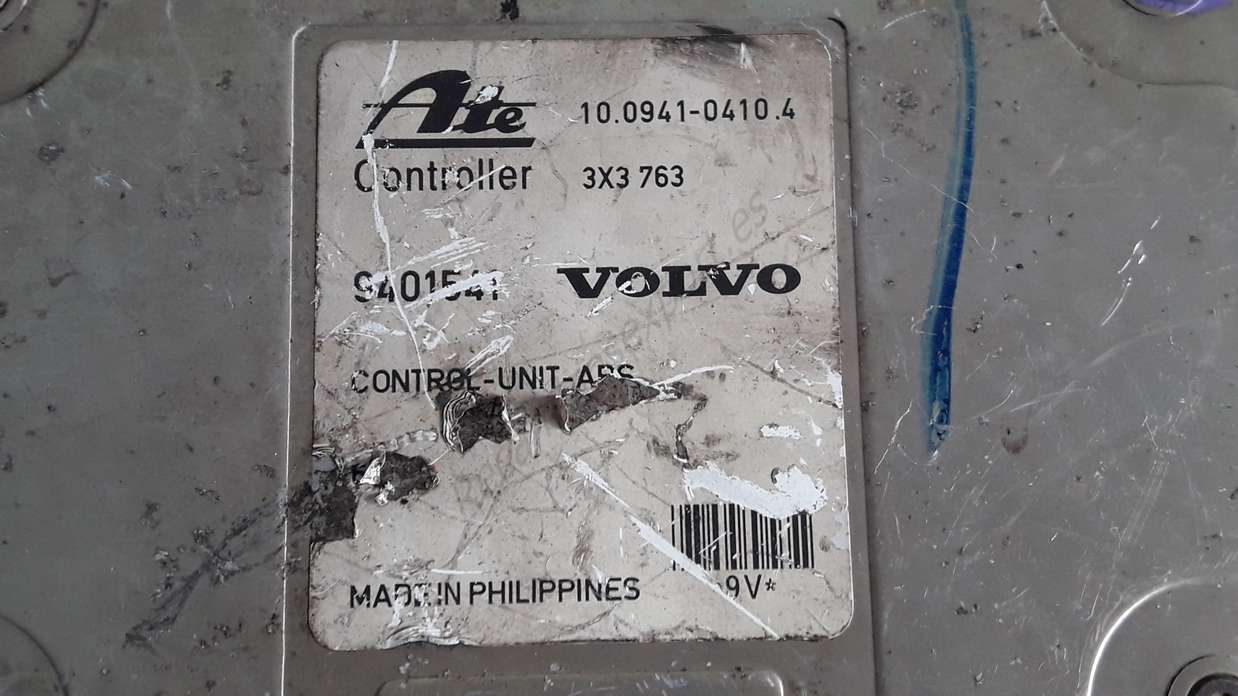 Ate 10.0941-0410.4
Controller 3X3 763
9401541 VOLVO
CONTROL-UNIT-ABS
9V*
MADE IN PHILIPPINES